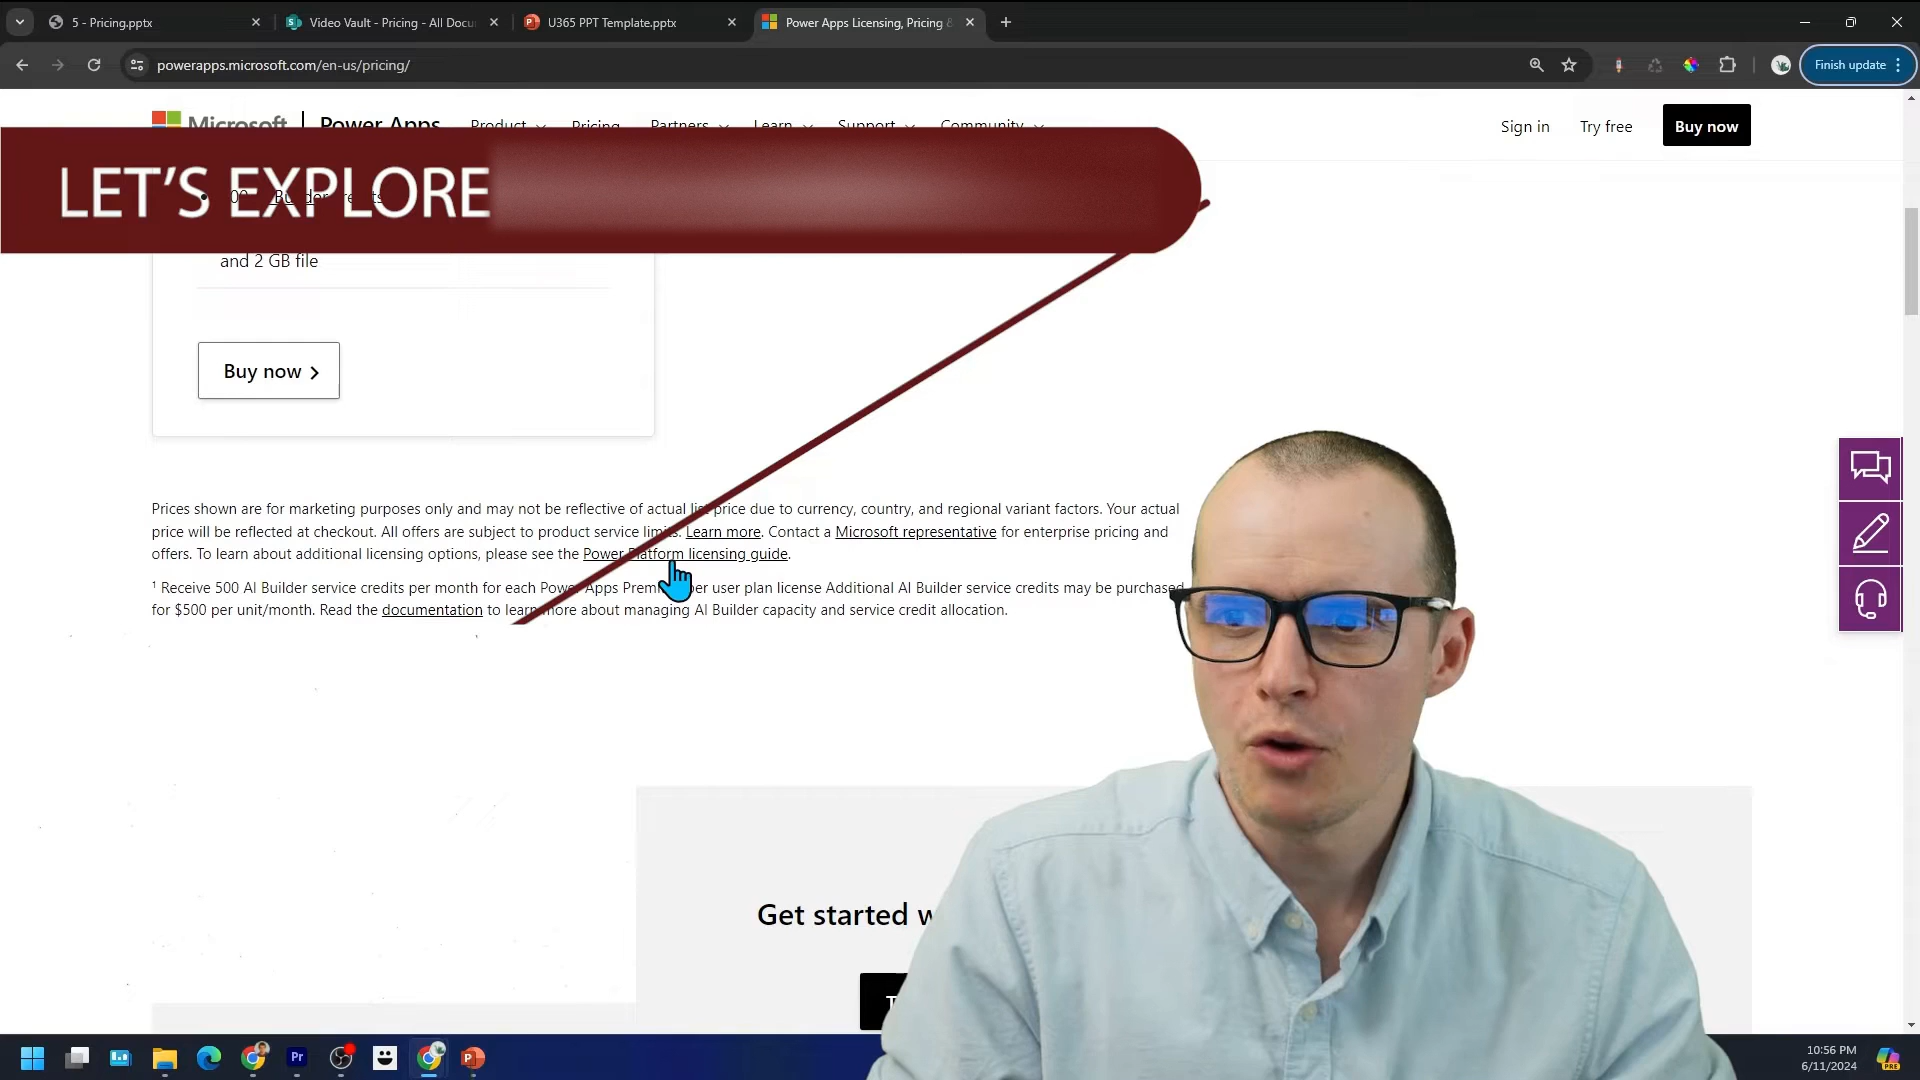 5 - Pricing.pptx
Video Vault - Pricing - All Docu
U365 PPT Template.pptx
Power Apps Licensing, Pricing &
powerapps.microsoft.com/en-us/pricing/
Finish update
Microsoft
Power Apps
Product
Pricing
Partners
Learn
Support
Community
Sign in
Try free
Buy now
LET'S EXPLORE
and 2 GB file
Buy now
Prices shown are for marketing purposes only and may not be reflective of actual list price due to currency, country, and regional variant factors. Your actual
price will be reflected at checkout. All offers are subject to product service limits. Learn more. Contact a Microsoft representative for enterprise pricing and
offers. To learn about additional licensing options, please see the Power Platform licensing guide.
¹ Receive 500 AI Builder service credits per month for each Power Apps Premium per user plan license Additional AI Builder service credits may be purchased
for $500 per unit/month. Read the documentation to learn more about managing AI Builder capacity and service credit allocation.
Get started
Pr
10:56 PM
6/11/2024
PRE